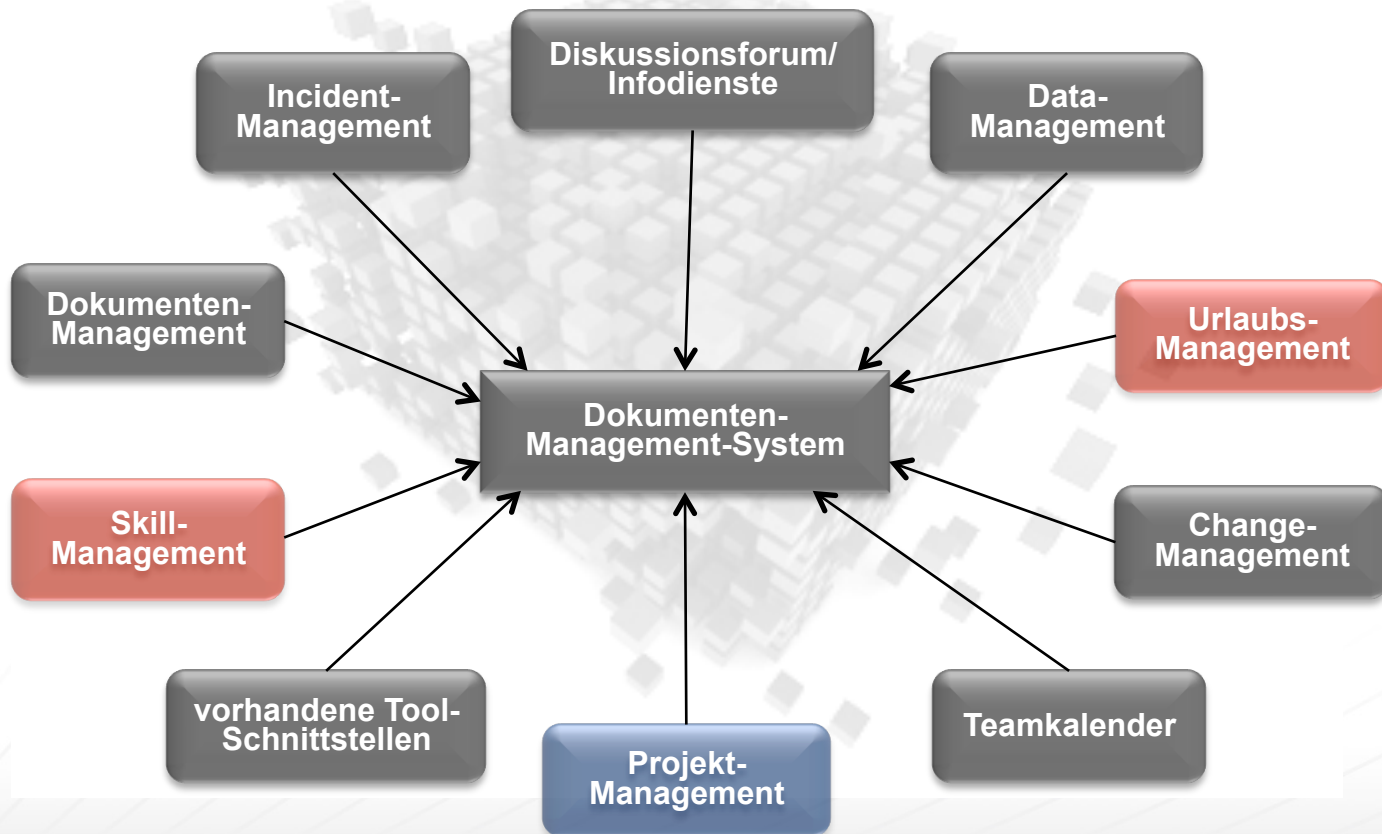 Diskussionsforum/
Infodienste
Incident-
Management
Data-
Management
Dokumenten-
Management
Urlaubs-
Management
Dokumenten-
Management-System
Skill-
Management
Change-
Management
vorhandene Tool-
Schnittstellen
Teamkalender
Projekt-
Management